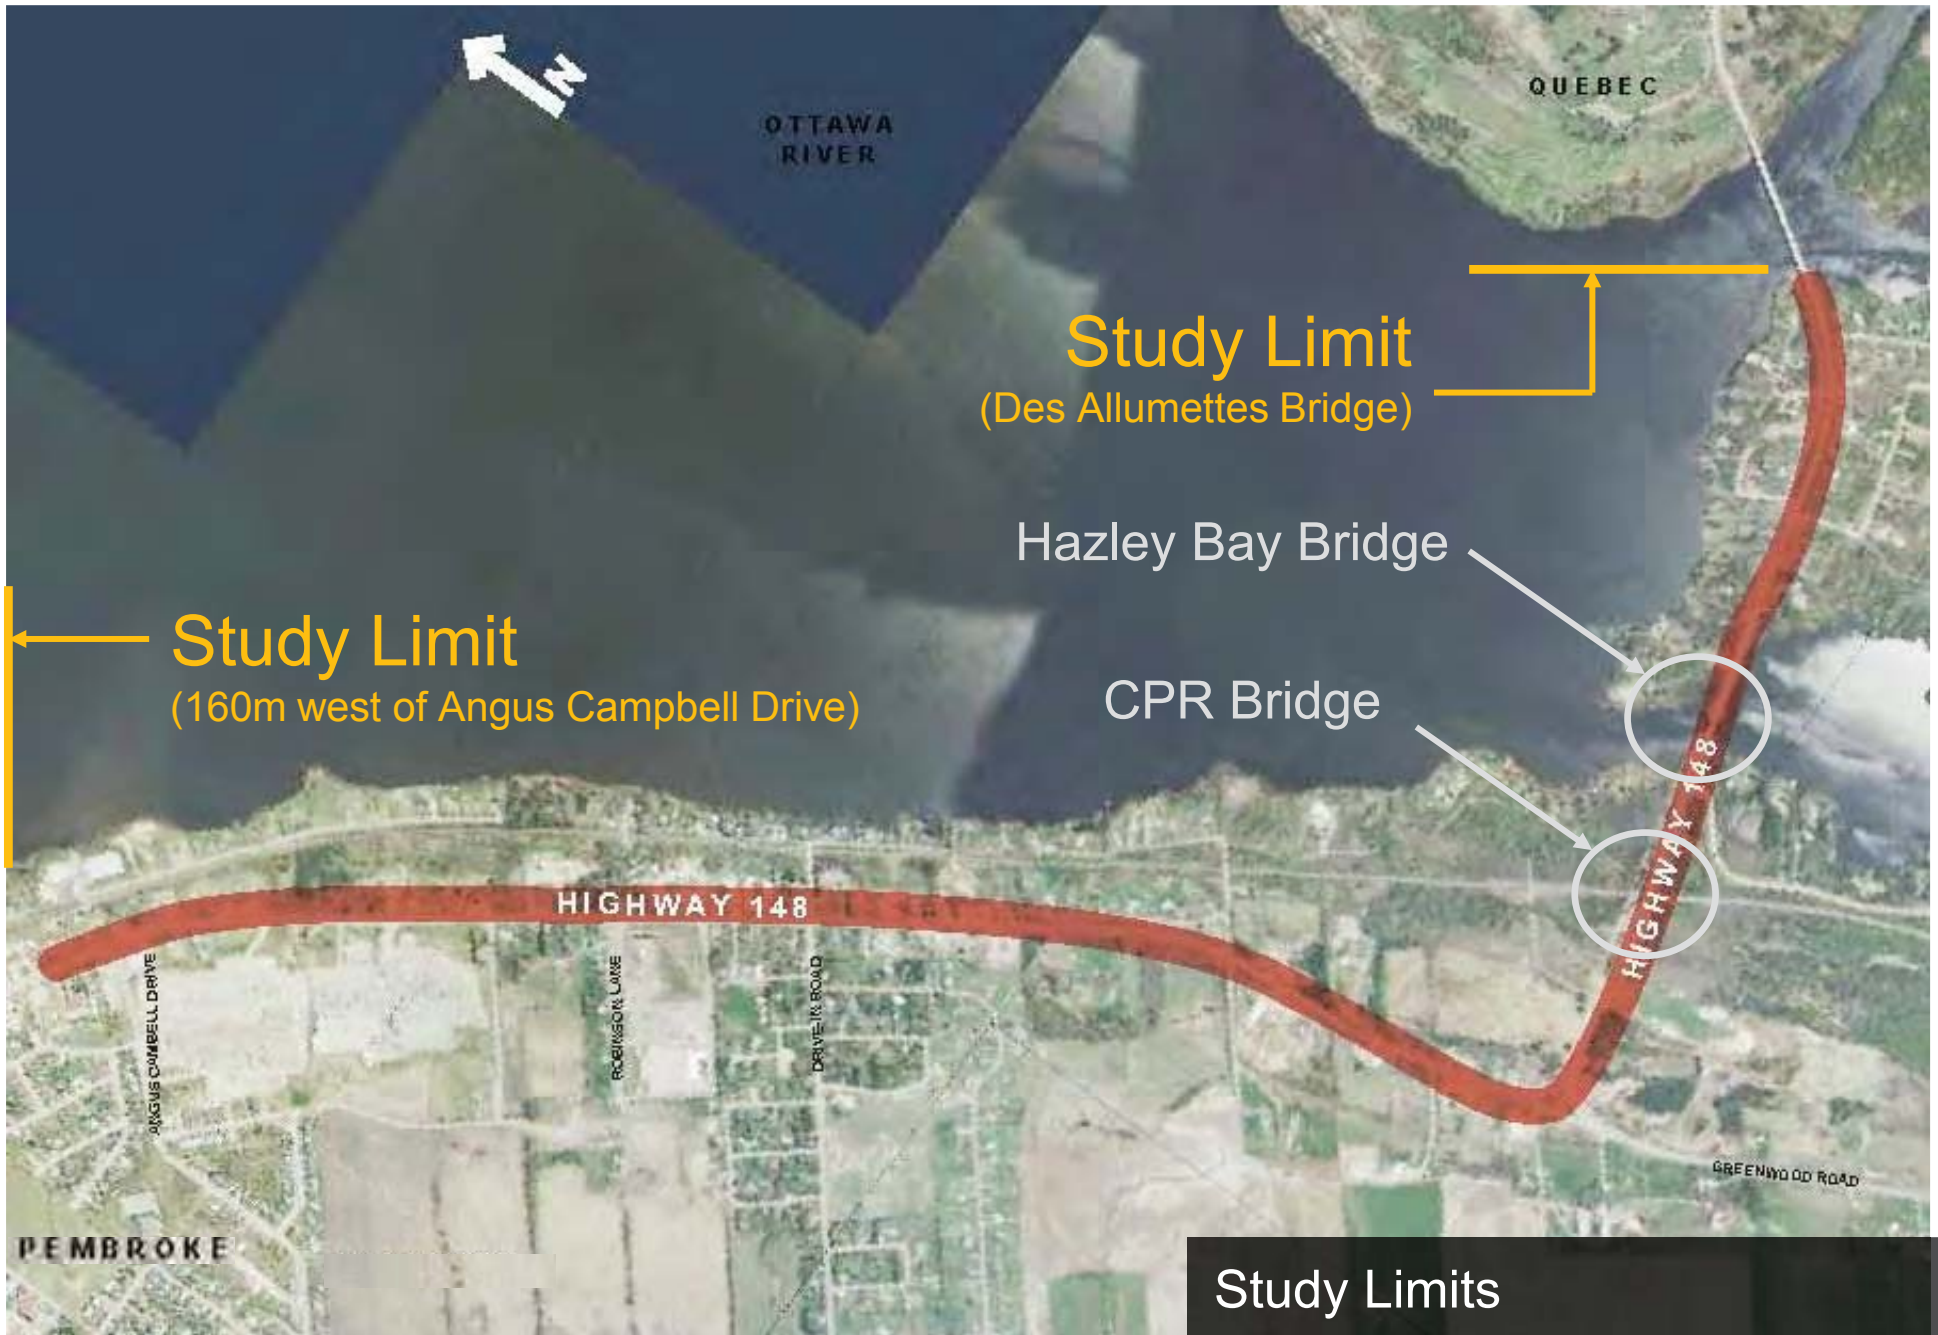 N
OTTAWA
RIVER
QUEBEC
Study Limit
(Des Allumettes Bridge)
Hazley Bay Bridge
Study Limit
(160m west of Angus Campbell Drive)
CPR Bridge
HIGHWAY 148
HIGHWAY 148
ANGUS CAMPBELL DRIVE
ROBINSON LANE
DRIVE-IN ROAD
GREENWOOD ROAD
PEMBROKE
Study Limits